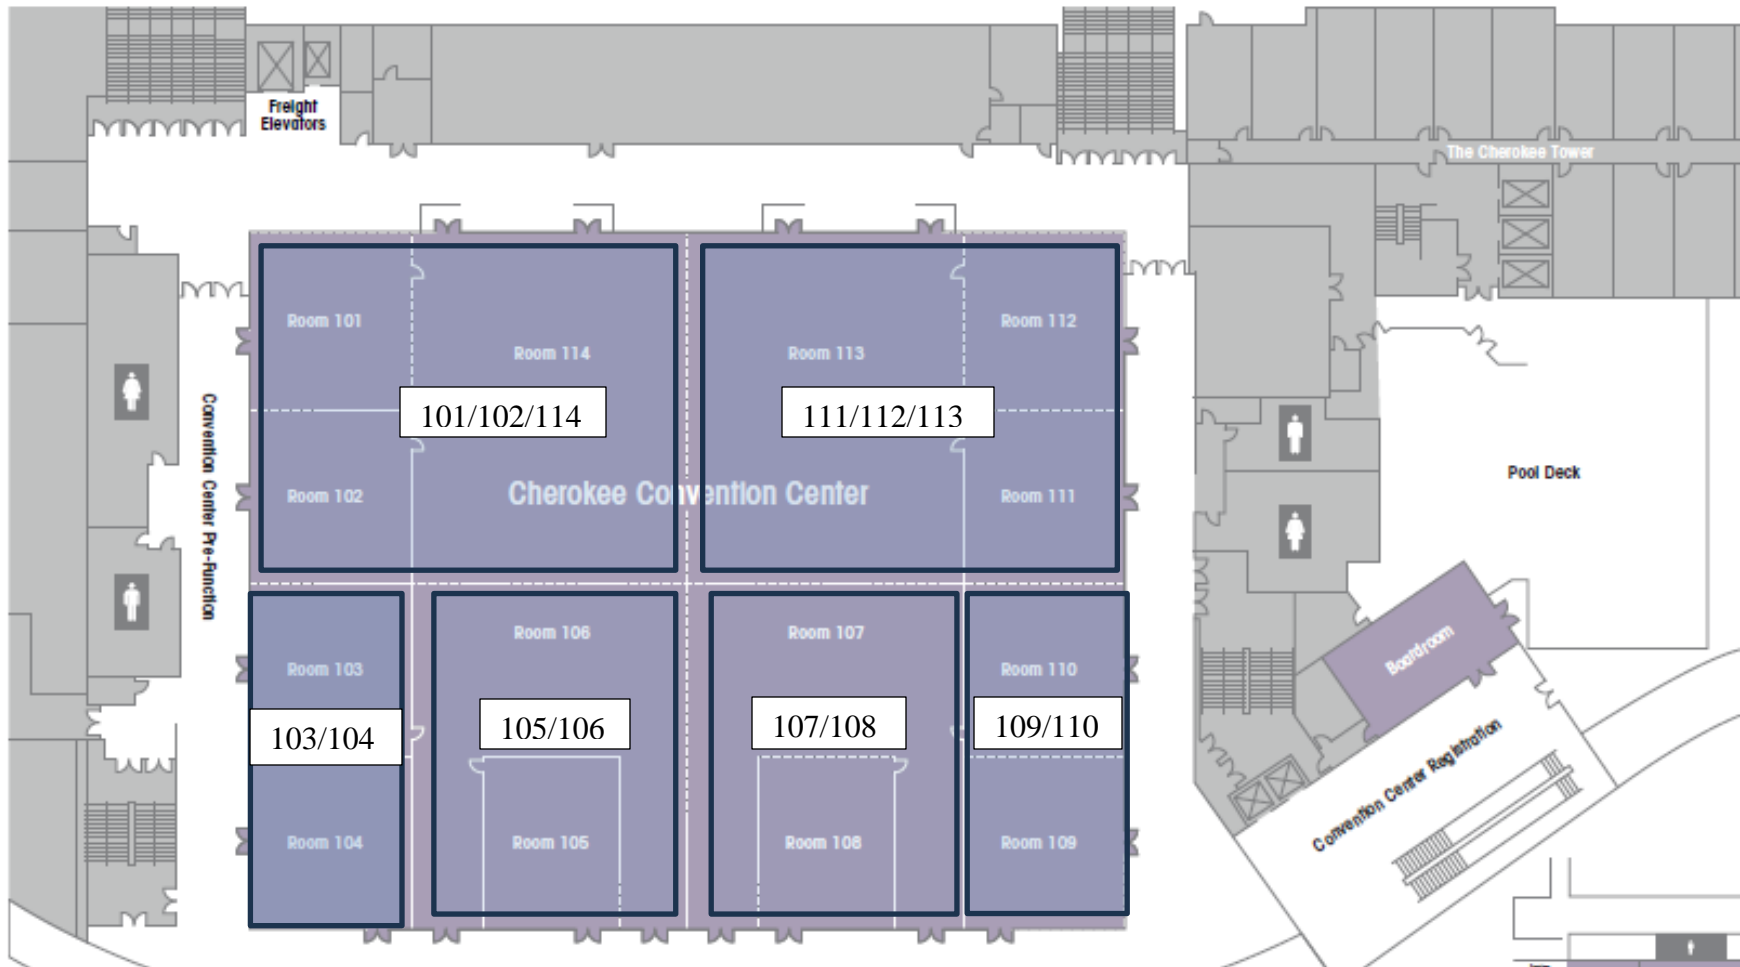 Freight
Elevators
The Cherokee Tower
Room 101
Room 112
Room 114
Room 113
101/102/114
111/112/113
Convention Center Pre-Function
Pool Deck
Room 102
Cherokee Convention Center
Room 111
Room 106
Room 107
Boardroom
Room 103
Room 110
103/104
105/106
107/108
109/110
Convention Center Registration
Room 104
Room 105
Room 108
Room 109